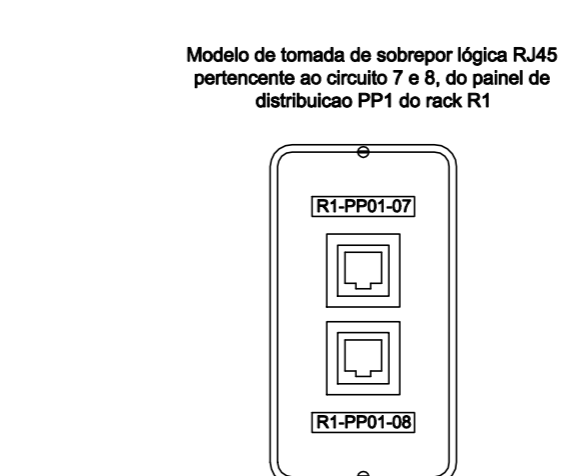 Modelo de tomada de sobrepor lógica RJ45
pertencente ao circuito 7 e 8, do painel de
distribuicao PP1 do rack R1
R1-PP01-07
R1-PP01-08